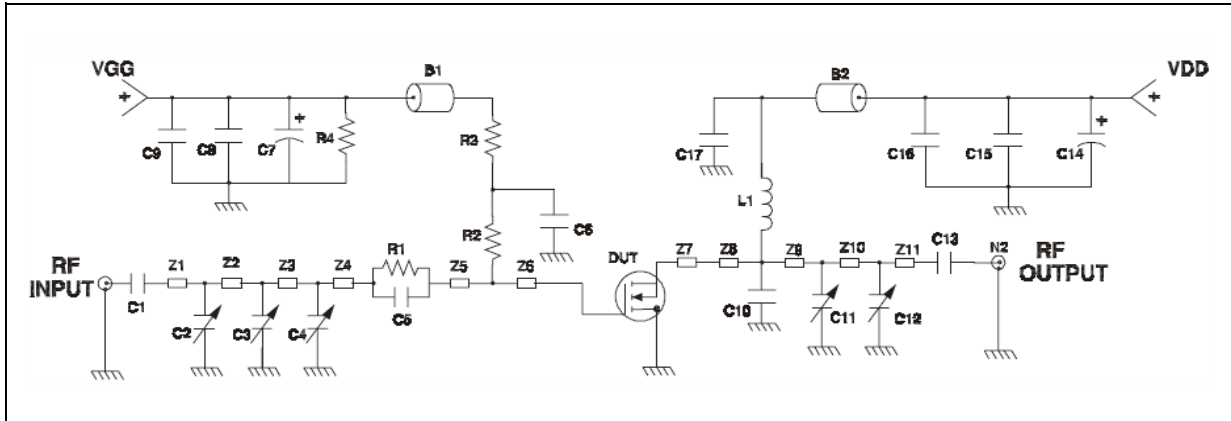 VGG
+
B1
B2
VDD
+
C9
C8
C7
+
R4
R3
C17
C16
C15
C14
+
L1
C6
R2
RF
INPUT
C1
Z1
Z2
Z3
Z4
R1
C5
Z5
Z6
DUT
Z7
Z8
Z9
Z10
Z11
C13
N2
RF
OUTPUT
C2
C3
C4
C10
C11
C12